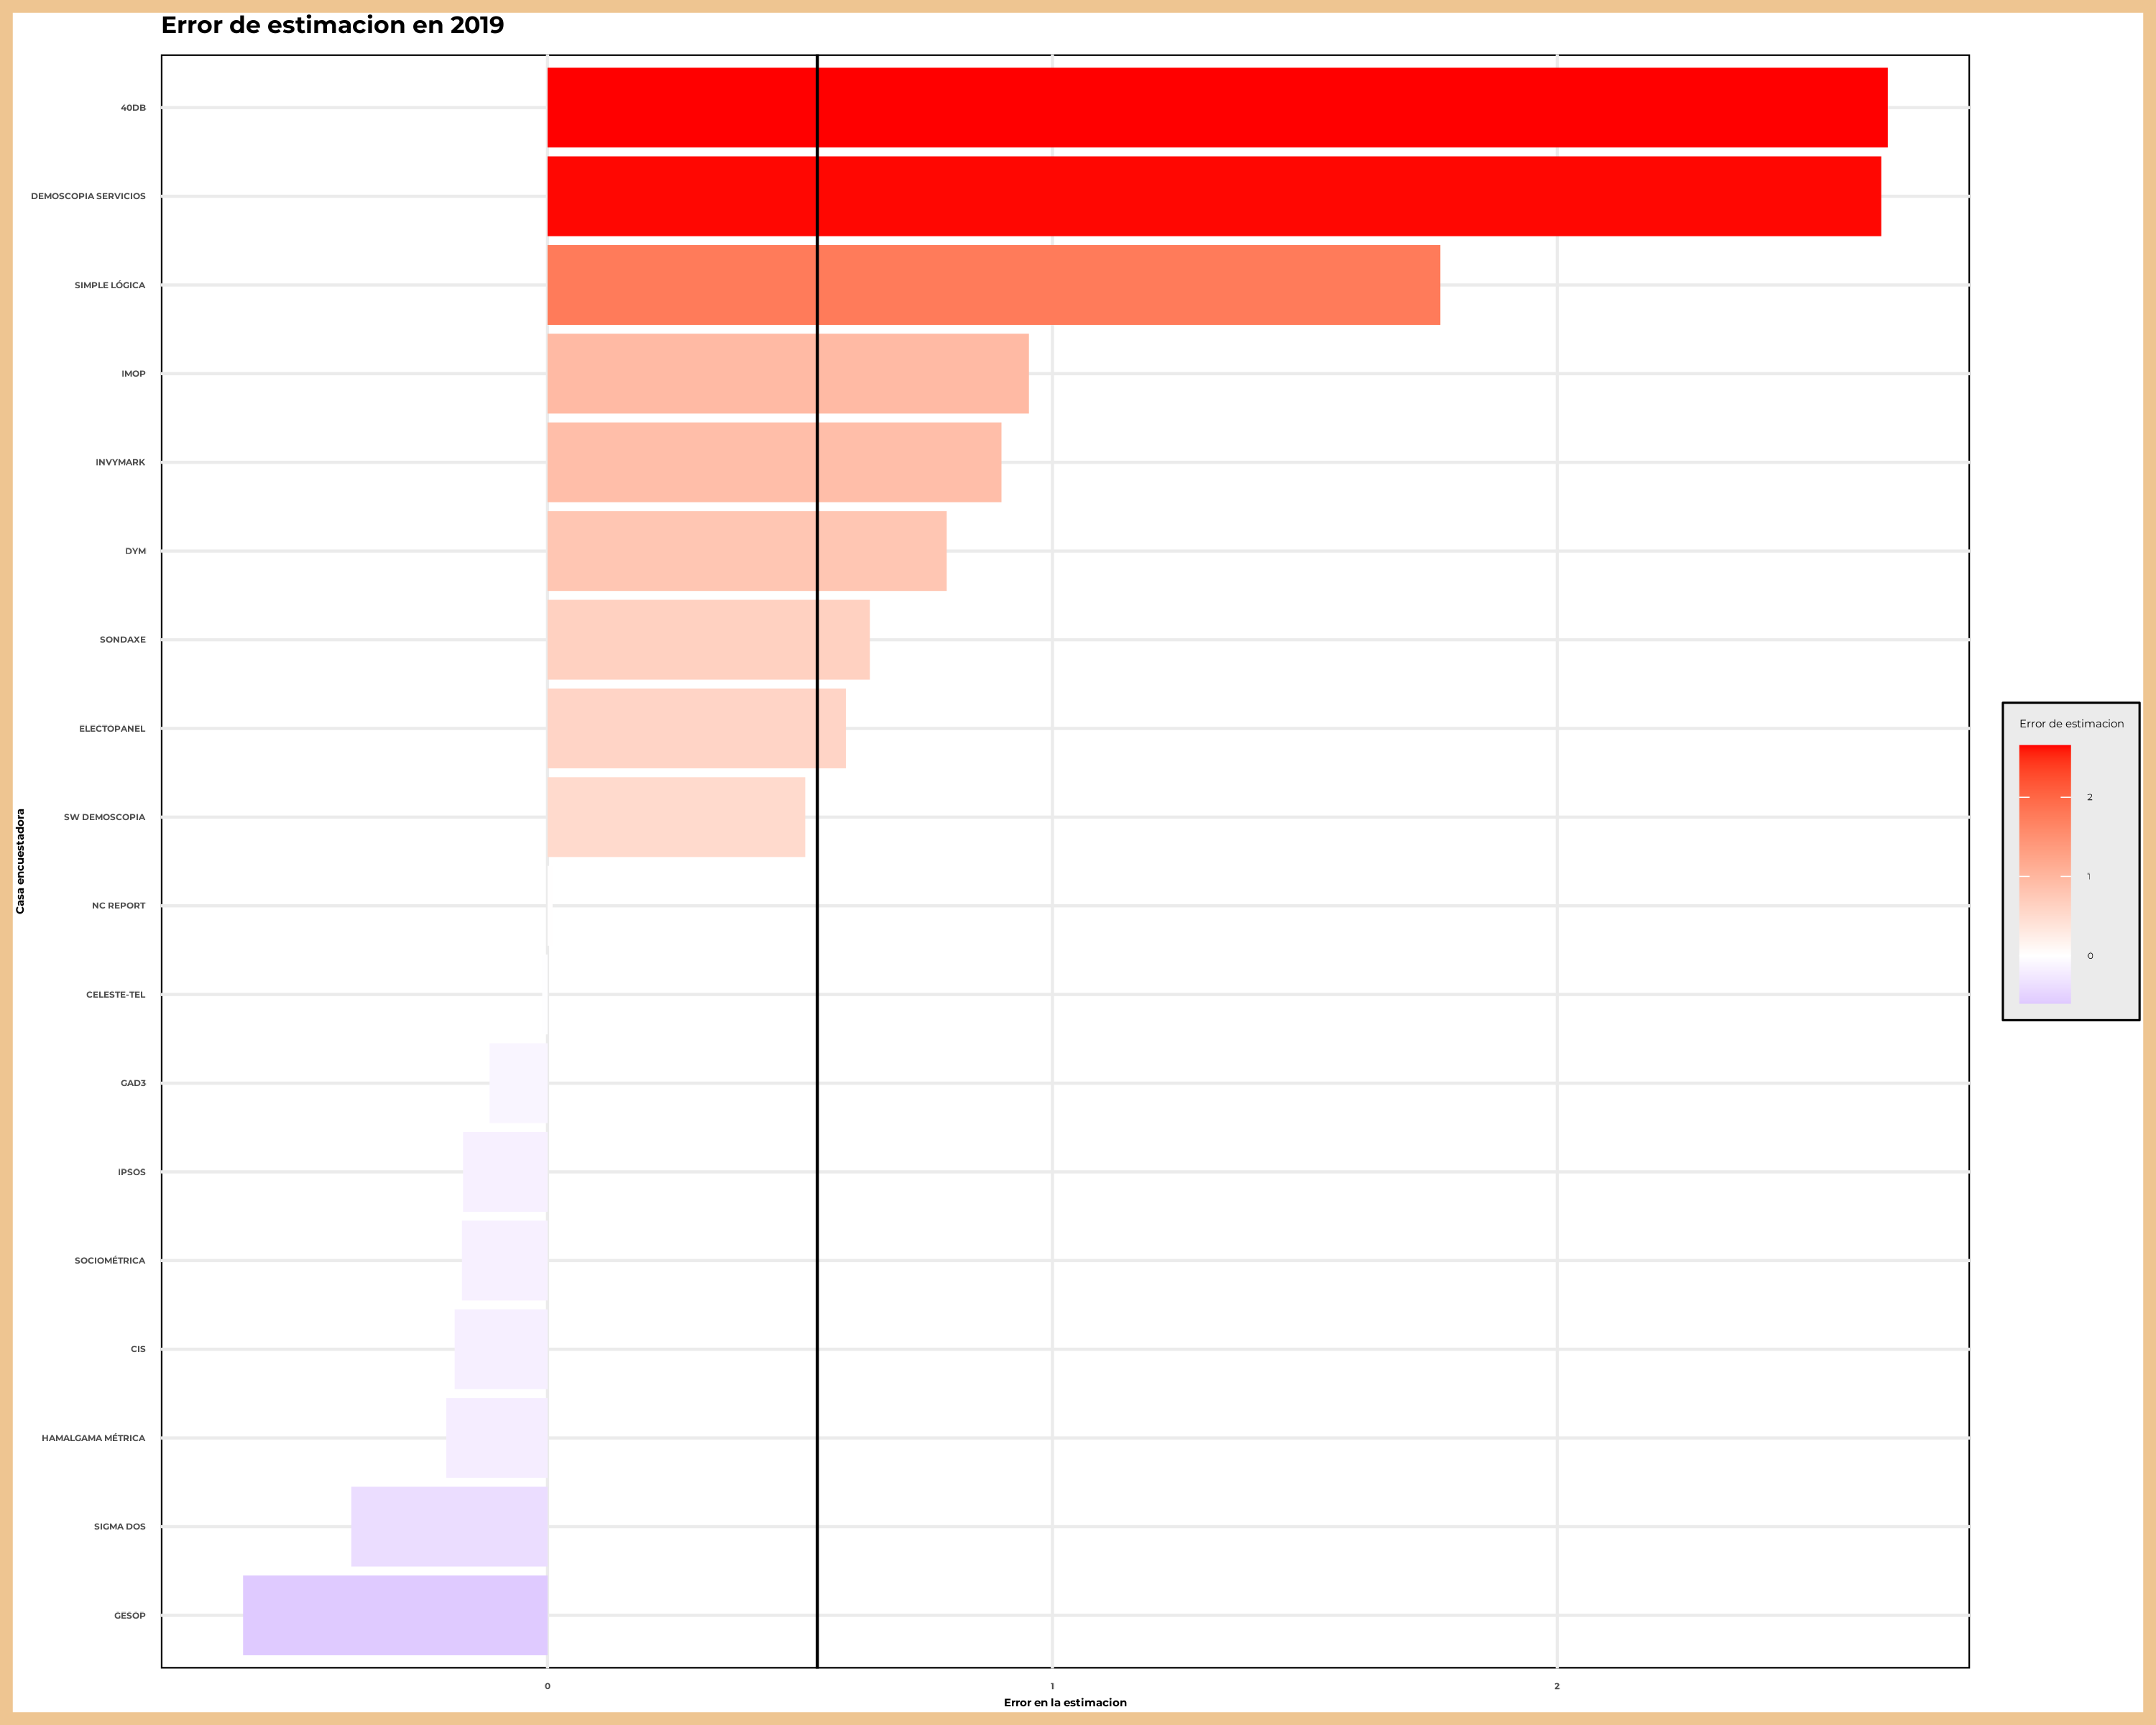 Error de estimacion en 2019
40DB
DEMOSCOPIA SERVICIOS
SIMPLE LÓGICA
IMOP
INVYMARK
DYM
SONDAXE
ELECTOPANEL
SW DEMOSCOPIA
NC REPORT
CELESTE-TEL
GAD3
IPSOS
SOCIOMÉTRICA
CIS
HAMALGAMA MÉTRICA
SIGMA DOS
GESOP
Casa encuestadora
0
1
2
Error en la estimacion
Error de estimacion
2
1
0